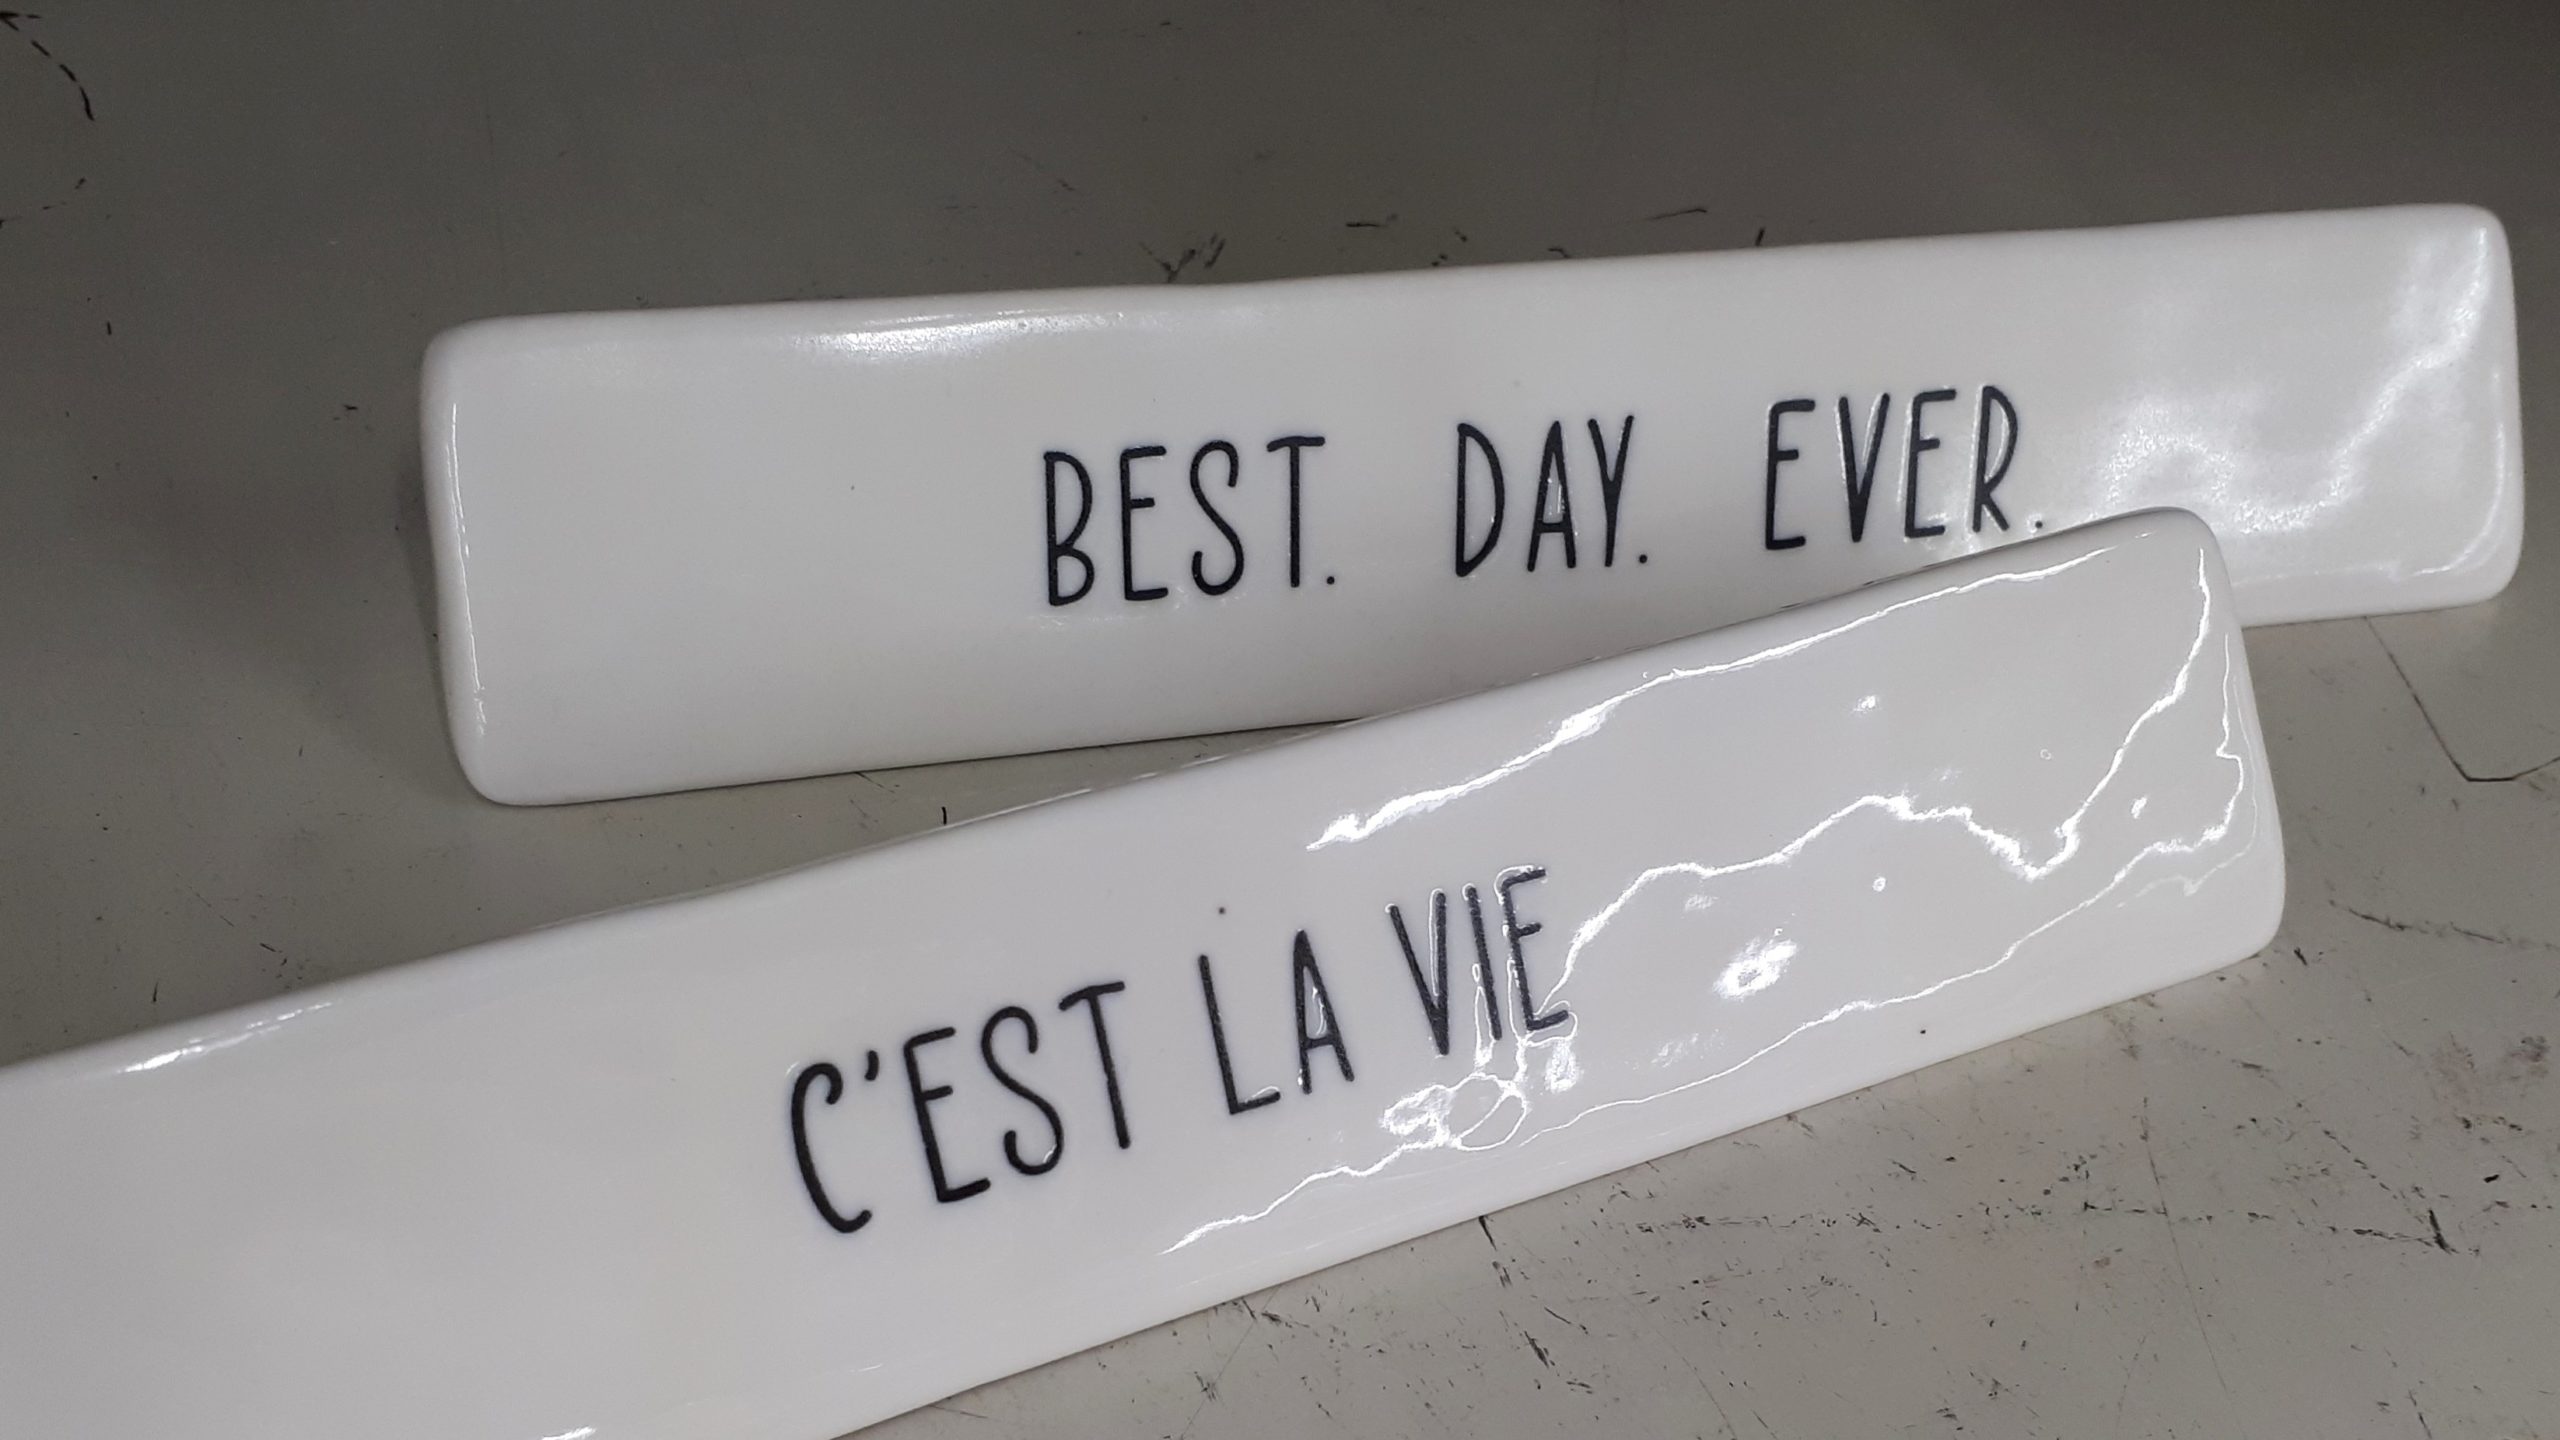 BEST. DAY. EVER.
C'EST LA VIE